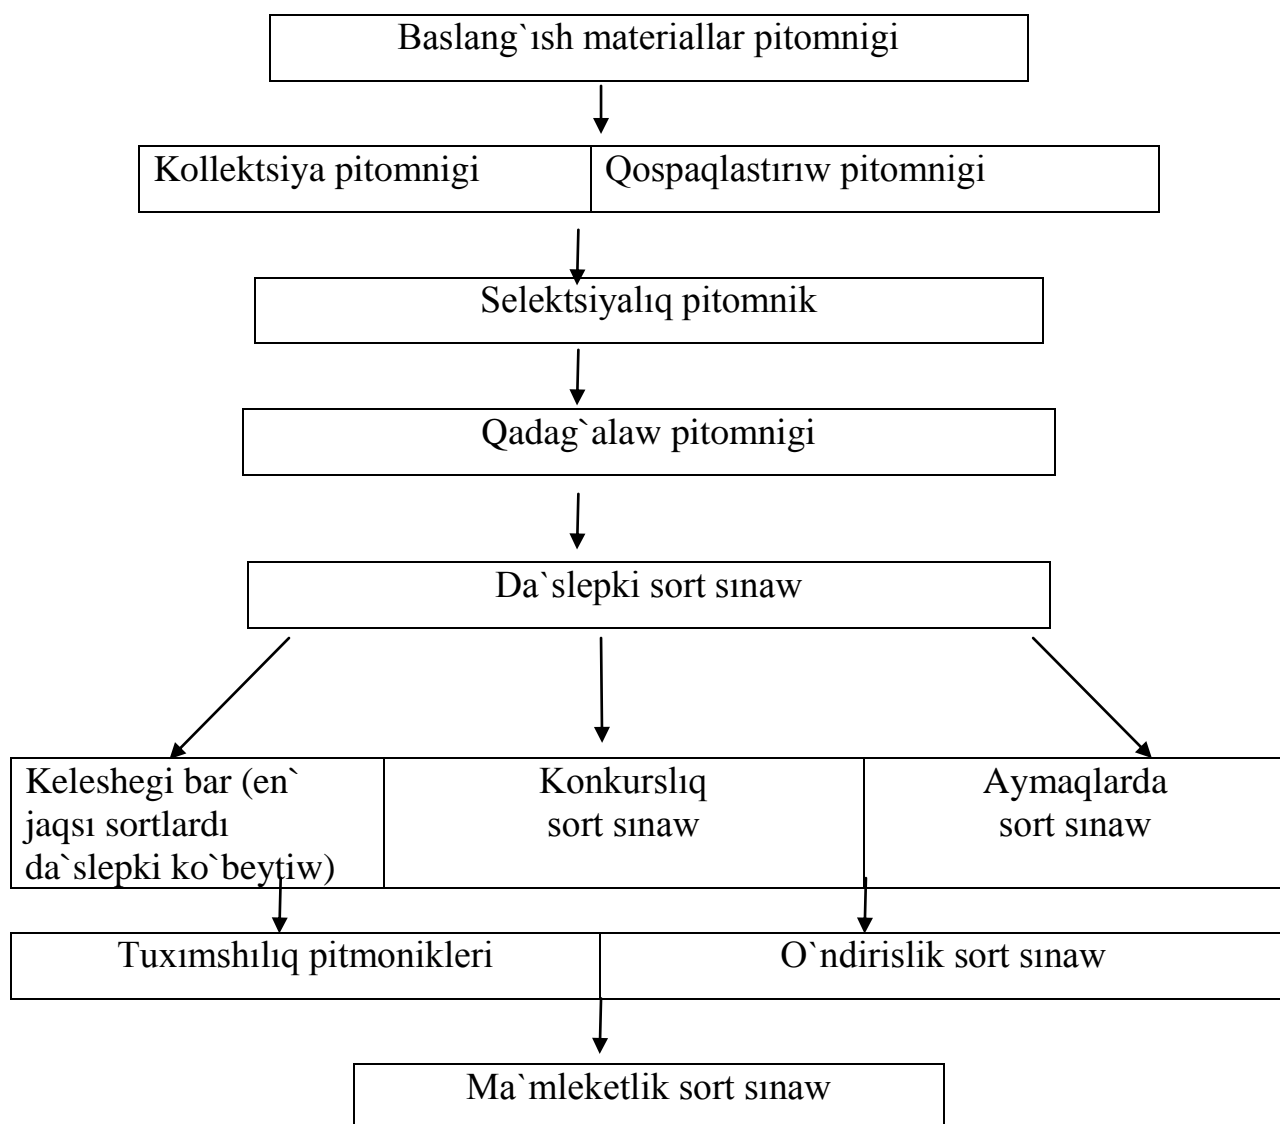 Baslang`ısh materiallar pitomnigi
Kollektsiya pitomnigi
Qospaqlastırıw pitomnigi
Selektsiyalıq pitomnik
Qadag`alaw pitomnigi
Da`slepki sort sınaw
Keleshegi bar (en`
jaqsı sortlardı
da`slepki ko`beytiw)
Konkurslıq
sort sınaw
Aymaqlarda
sort sınaw
Tuxımshılıq pitmonikleri
O`ndirislik sort sınaw
Ma`mleketlik sort sınaw